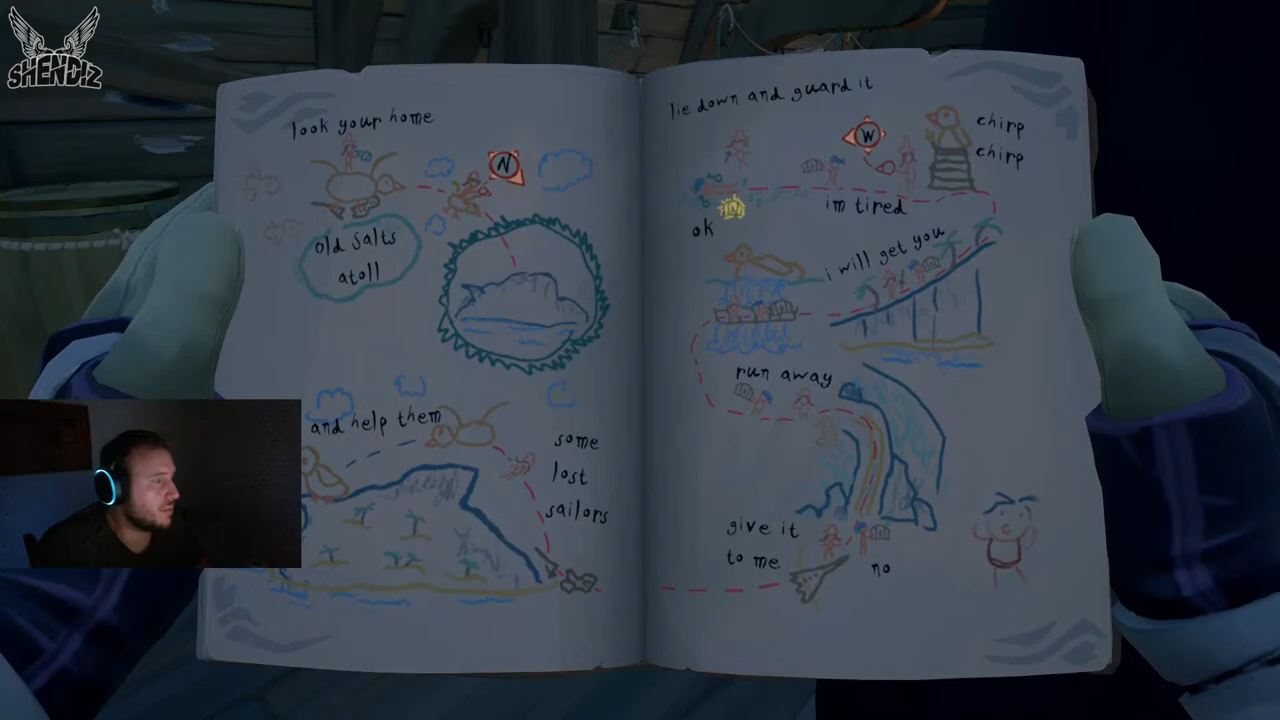 SHENDIZ
look your home
N
old salts
atoll
and help them
some
lost
sailors
lie down and guard it
W
chirp
chirp
ok
im tired
i will get you
run away
give it
to me
no